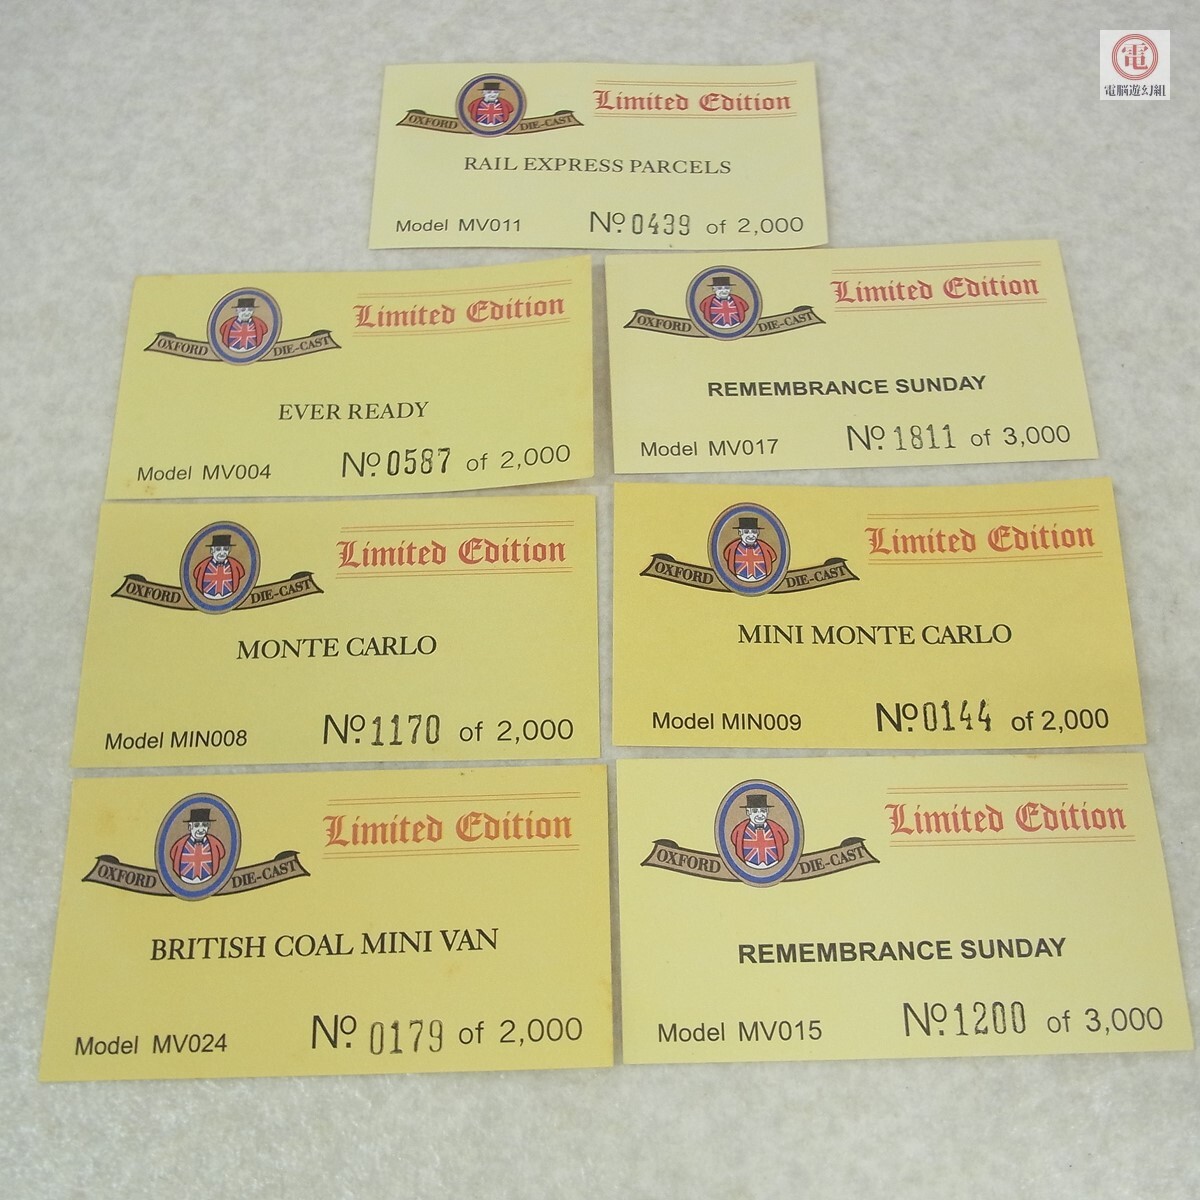 電
電脳遊幻組
OXFORD DIE-CAST
Limited Edition
RAIL EXPRESS PARCELS
Model MV011 Nº. 0439 of 2,000
OXFORD DIE-CAST
Limited Edition
EVER READY
Model MV004 Nº. 0587 of 2,000
OXFORD DIE-CAST
Limited Edition
REMEMBRANCE SUNDAY
Model MV017 Nº. 1811 of 3,000
OXFORD DIE-CAST
Limited Edition
MONTE CARLO
Model MIN008 Nº. 1170 of 2,000
OXFORD DIE-CAST
Limited Edition
MINI MONTE CARLO
Model MIN009 Nº. 0144 of 2,000
OXFORD DIE-CAST
Limited Edition
BRITISH COAL MINI VAN
Model MV024 Nº. 0179 of 2,000
OXFORD DIE-CAST
Limited Edition
REMEMBRANCE SUNDAY
Model MV015 Nº. 1200 of 3,000